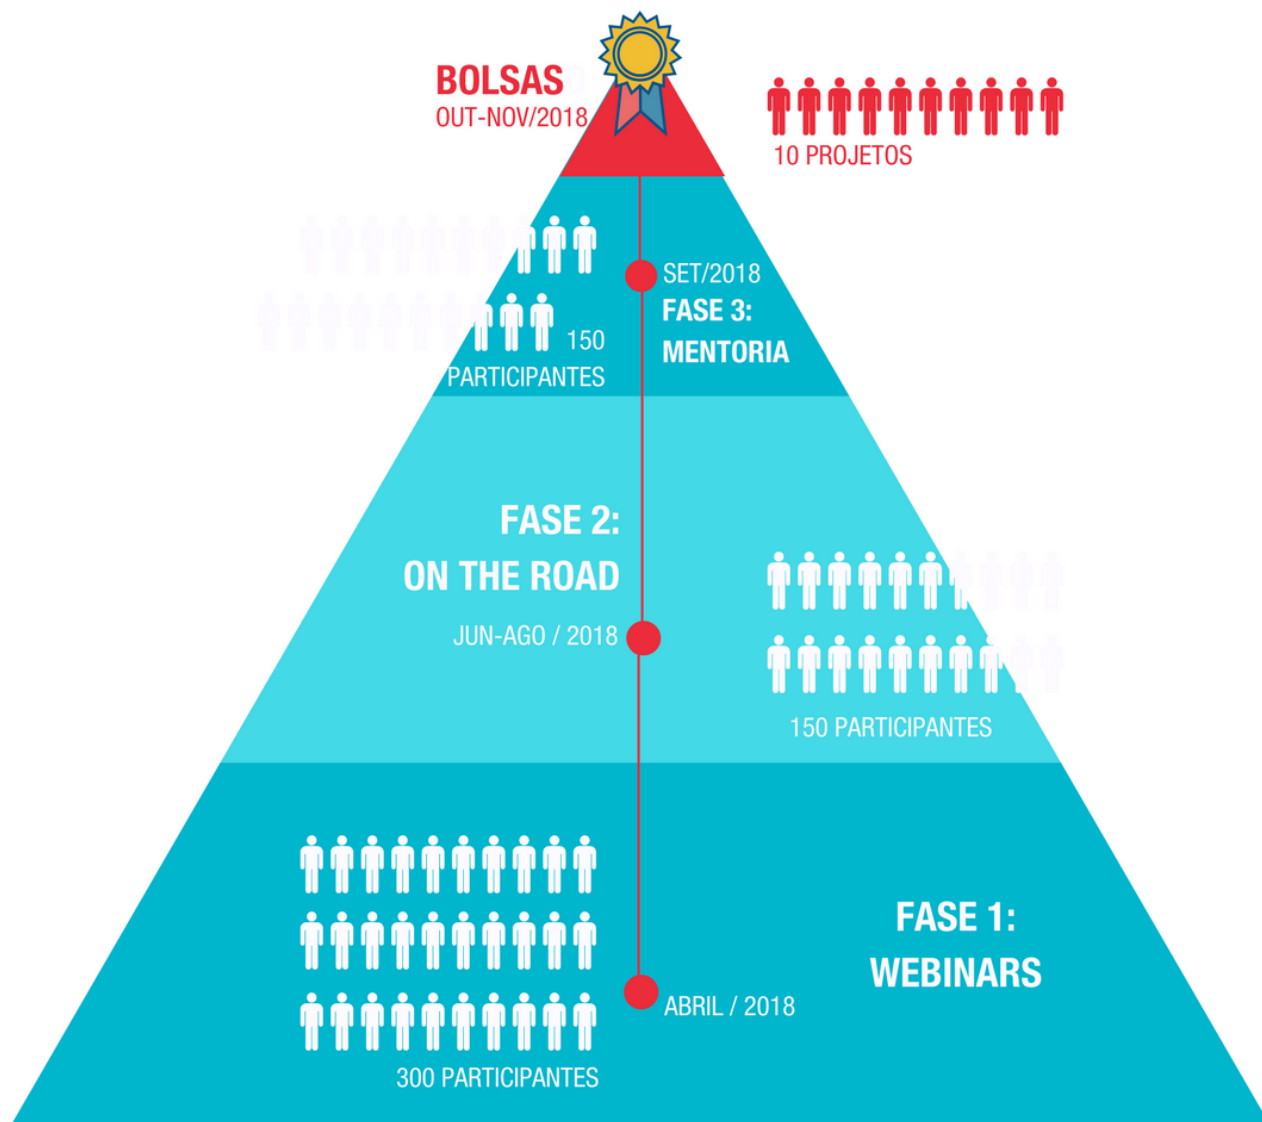 BOLSAS
OUT-NOV/2018
10 PROJETOS
SET/2018
FASE 3:
MENTORIA
150
PARTICIPANTES
FASE 2:
ON THE ROAD
JUN-AGO / 2018
150 PARTICIPANTES
FASE 1:
WEBINARS
ABRIL / 2018
300 PARTICIPANTES